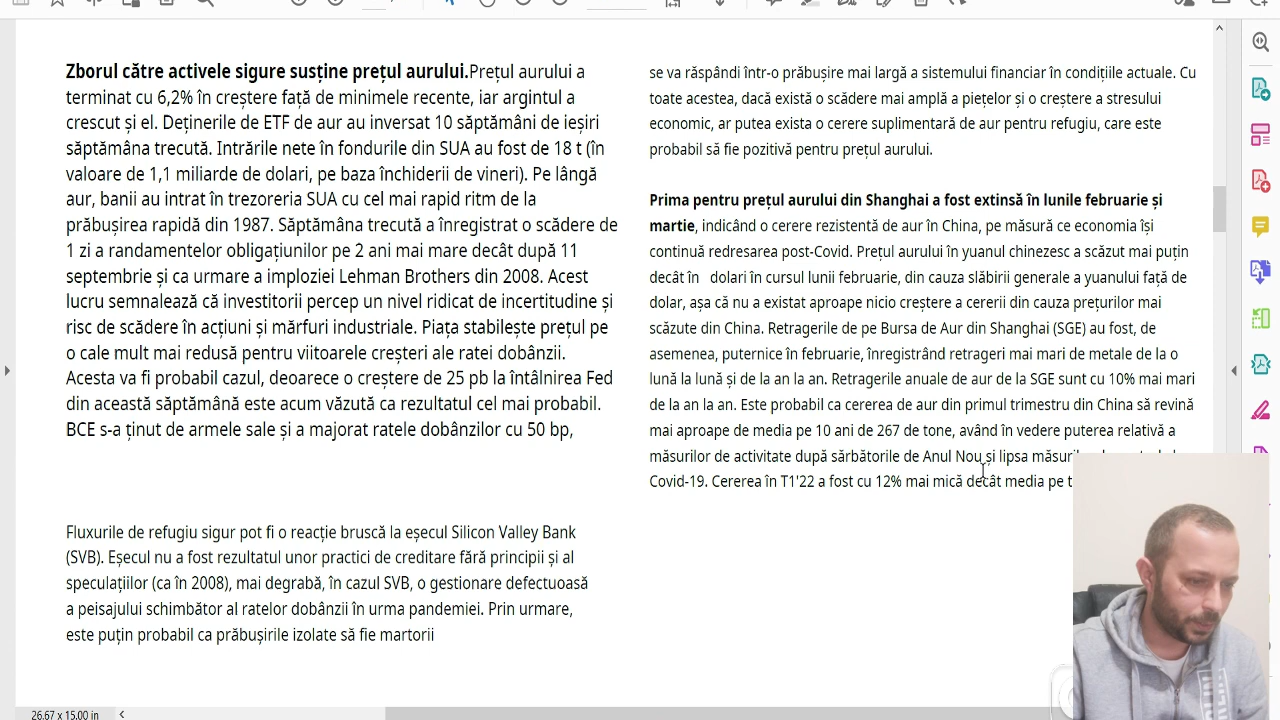 Zborul către activele sigure susține prețul aurului.Prețul aurului a
terminat cu 6,2% în creștere față de minimele recente, iar argintul a
crescut și el. Deținerile de ETF de aur au inversat 10 săptămâni de ieșiri
săptămâna trecută. Intrările nete în fondurile din SUA au fost de 18 t (în
valoare de 1,1 miliarde de dolari, pe baza închiderii de vineri). Pe lângă
aur, banii au intrat în trezoreria SUA cu cel mai rapid ritm de la
prăbușirea rapidă din 1987. Săptămâna trecută a înregistrat o scădere de
1 zi a randamentelor obligațiunilor pe 2 ani mai mare decât după 11
septembrie și ca urmare a imploziei Lehman Brothers din 2008. Acest
lucru semnalează că investitorii percep un nivel ridicat de incertitudine și
risc de scădere în acțiuni și mărfuri industriale. Piața stabilește prețul pe
o cale mult mai redusă pentru viitoarele creșteri ale ratei dobânzii.
Acesta va fi probabil cazul, deoarece o creștere de 25 pb la întâlnirea Fed
din această săptămână este acum văzută ca rezultatul cel mai probabil.
BCE s-a ținut de armele sale și a majorat ratele dobânzilor cu 50 bp,
Fluxurile de refugiu sigur pot fi o reacție bruscă la eșecul Silicon Valley Bank
(SVB). Eșecul nu a fost rezultatul unor practici de creditare fără principii și al
speculațiilor (ca în 2008), mai degrabă, în cazul SVB, o gestionare defectuoasă
a peisajului schimbător al ratelor dobânzii în urma pandemiei. Prin urmare,
este puțin probabil ca prăbușirile izolate să fie martorii
se va răspândi într-o prăbușire mai largă a sistemului financiar în condițiile actuale. Cu
toate acestea, dacă există o scădere mai amplă a piețelor și o creștere a stresului
economic, ar putea exista o cerere suplimentară de aur pentru refugiu, care este
probabil să fie pozitivă pentru prețul aurului.
Prima pentru prețul aurului din Shanghai a fost extinsă în lunile februarie și
martie, indicând o cerere rezistentă de aur în China, pe măsură ce economia își
continuă redresarea post-Covid. Prețul aurului în yuanul chinezesc a scăzut mai puțin
decât în dolari în cursul lunii februarie, din cauza slăbirii generale a yuanului față de
dolar, așa că nu a existat aproape nicio creștere a cererii din cauza prețurilor mai
scăzute din China. Retragerile de pe Bursa de Aur din Shanghai (SGE) au fost, de
asemenea, puternice în februarie, înregistrând retrageri mai mari de metale de la o
lună la lună și de la an la an. Retragerile anuale de aur de la SGE sunt cu 10% mai mari
de la an la an. Este probabil ca cererea de aur din primul trimestru din China să revină
mai aproape de media pe 10 ani de 267 de tone, având în vedere puterea relativă a
măsurilor de activitate după sărbătorile de Anul Nou și lipsa
Covid-19. Cererea în T1'22 a fost cu 12% mai mică decât media pe
26.67 x 15.00 in